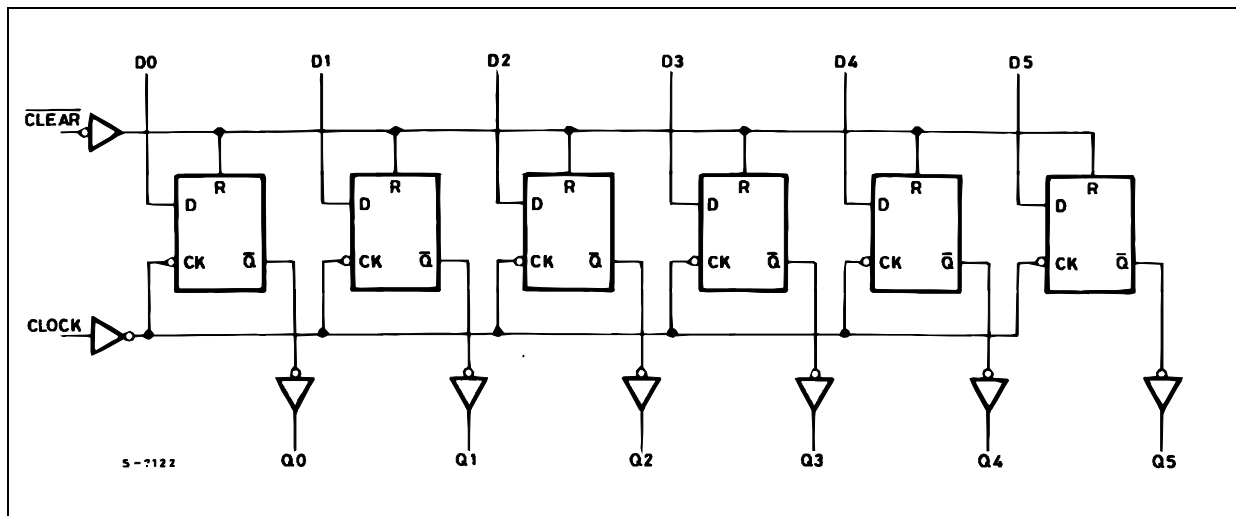 D0 D1 D2 D3 D4 D5
C̅L̅E̅A̅R̅
R R R R R R
D D D D D D
CK Q̅ CK Q̅ CK Q̅ CK Q̅ CK Q̅ CK Q̅
CLOCK
Q0 Q1 Q2 Q3 Q4 Q5